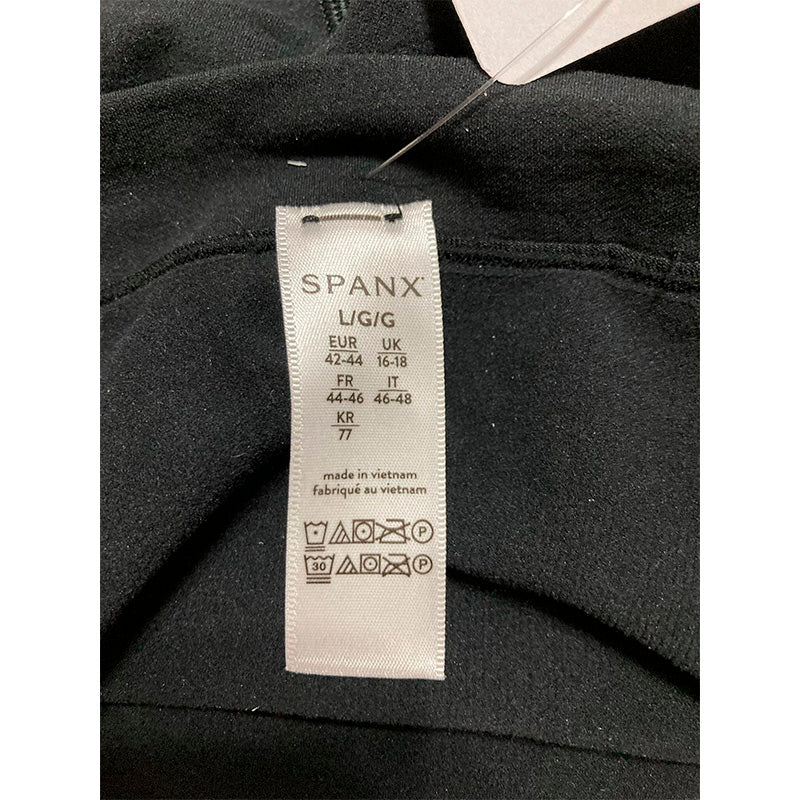 SPANX
L/G/G
EUR UK
42-44 16-18
FR IT
44-46 46-48
KR
77
made in vietnam
fabriqué au vietnam
P
30 P